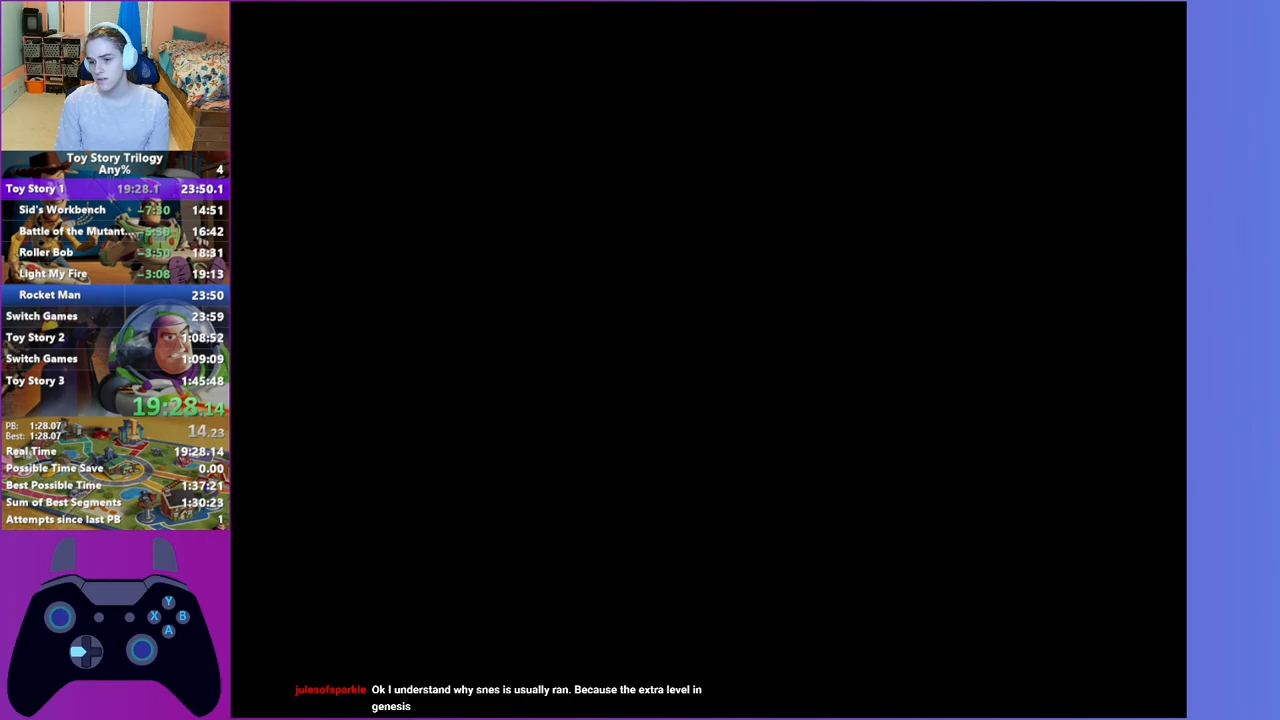 Toy Story Trilogy
Any%
4
Toy Story 1 19:28.1 23:50.1
Sid's Workbench -7:30 14:51
Battle of the Mutant... -5:39 16:42
Roller Bob -3:50 18:31
Light My Fire -3:08 19:13
Rocket Man 23:50
Switch Games 23:59
Toy Story 2 1:08:52
Switch Games 1:09:09
Toy Story 3 1:45:48
19:28.14
PB: 1:28.07
Best: 1:28.07
14.23
Real Time 19:28.14
Possible Time Save 0.00
Best Possible Time 1:37:21
Sum of Best Segments 1:30:23
Attempts since last PB 1
Y
X B
A
julesofsparkle Ok I understand why snes is usually ran. Because the extra level in
genesis